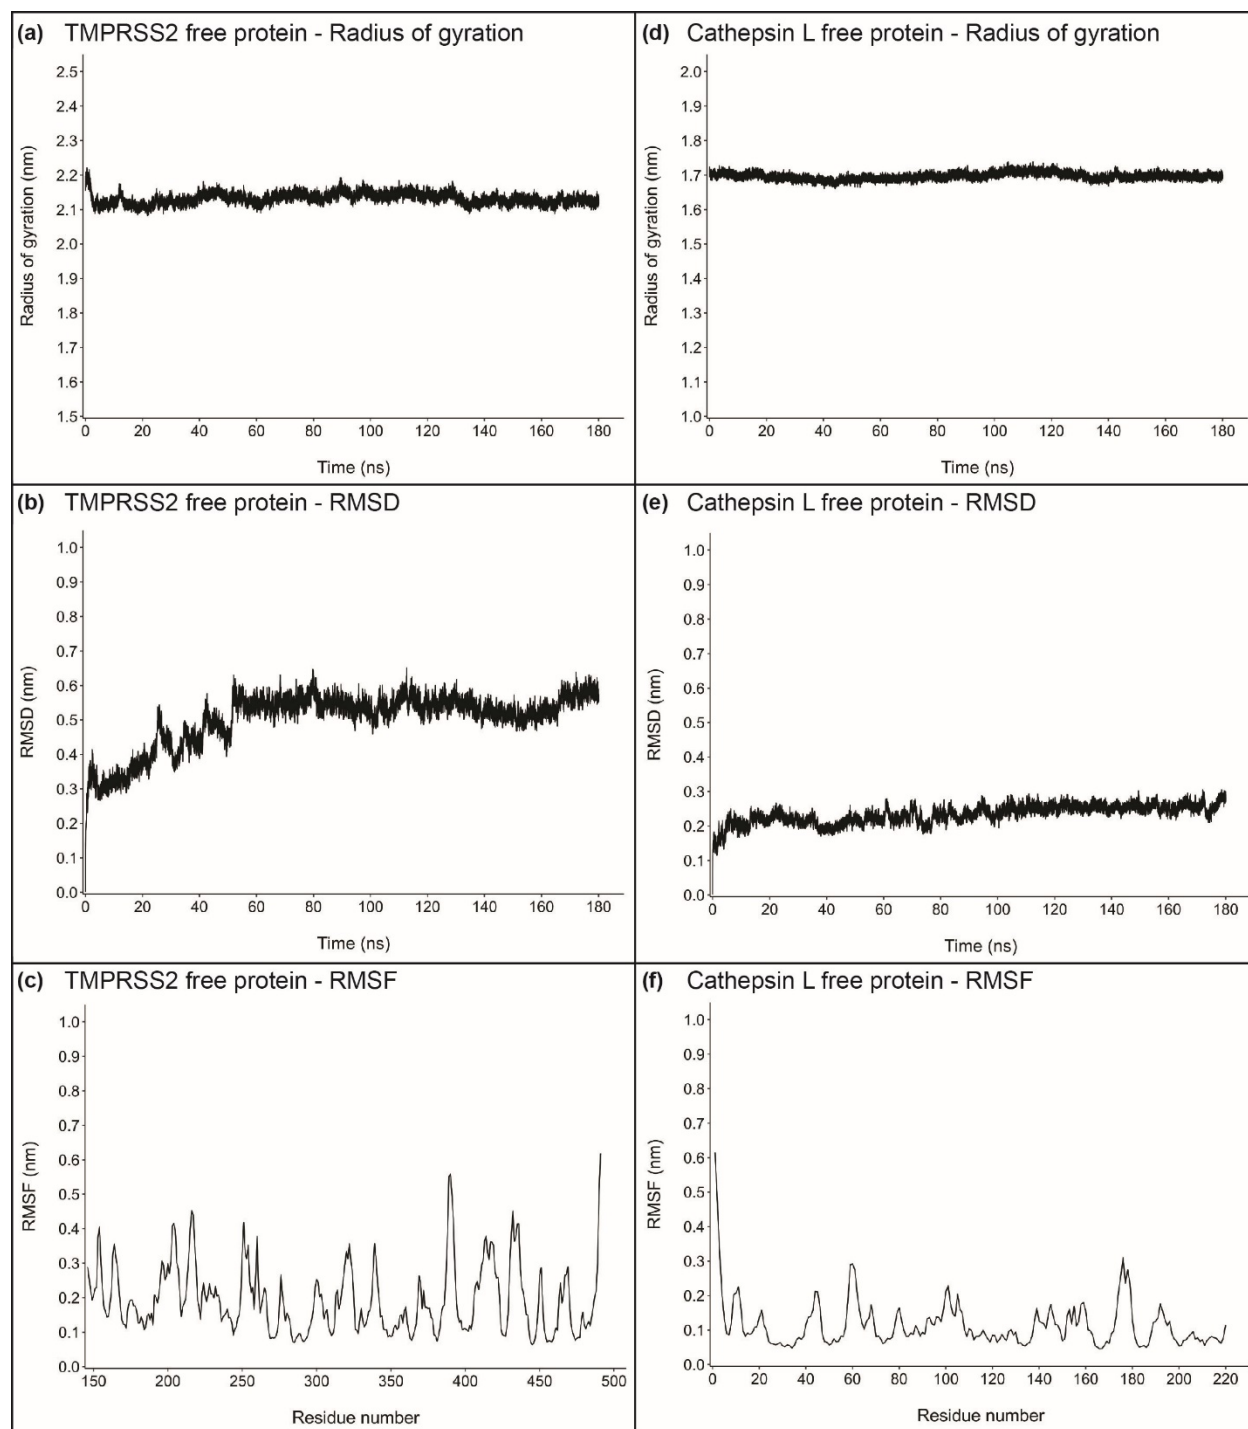 (a) TMPRSS2 free protein - Radius of gyration
2.5
2.4
2.3
2.2
2.1
2.0
1.9
1.8
1.7
1.6
1.5
Radius of gyration (nm)
0 20 40 60 80 100 120 140 160 180
Time (ns)
(d) Cathepsin L free protein - Radius of gyration
2.0
1.9
1.8
1.7
1.6
1.5
1.4
1.3
1.2
1.1
1.0
Radius of gyration (nm)
0 20 40 60 80 100 120 140 160 180
Time (ns)
(b) TMPRSS2 free protein - RMSD
1.0
0.9
0.8
0.7
0.6
0.5
0.4
0.3
0.2
0.1
0.0
RMSD (nm)
0 20 40 60 80 100 120 140 160 180
Time (ns)
(e) Cathepsin L free protein - RMSD
1.0
0.9
0.8
0.7
0.6
0.5
0.4
0.3
0.2
0.1
0.0
RMSD (nm)
0 20 40 60 80 100 120 140 160 180
Time (ns)
(c) TMPRSS2 free protein - RMSF
1.0
0.9
0.8
0.7
0.6
0.5
0.4
0.3
0.2
0.1
0.0
RMSF (nm)
150 200 250 300 350 400 450 500
Residue number
(f) Cathepsin L free protein - RMSF
1.0
0.9
0.8
0.7
0.6
0.5
0.4
0.3
0.2
0.1
0.0
RMSF (nm)
0 20 40 60 80 100 120 140 160 180 200 220
Residue number